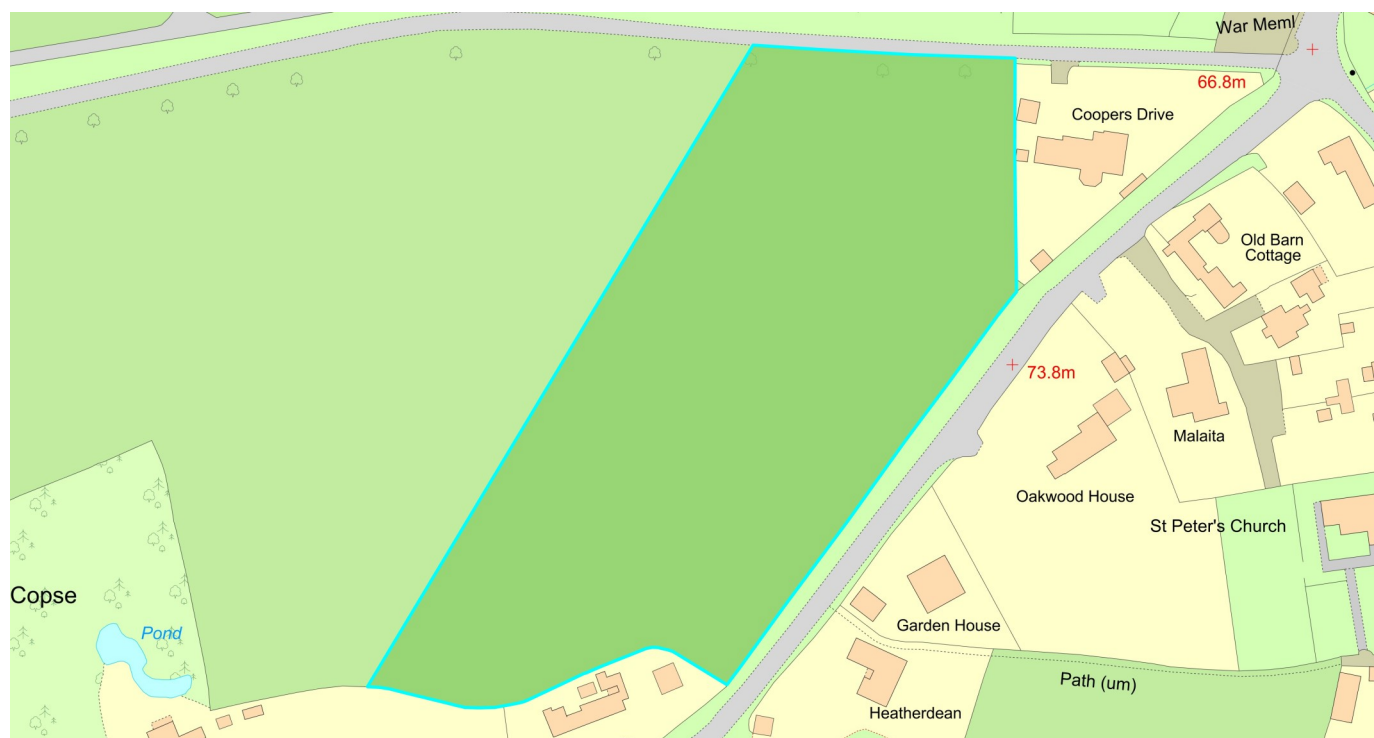 War Meml
66.8m
Coopers Drive
Old Barn
Cottage
73.8m
Malaita
Oakwood House
St Peter's Church
Copse
Pond
Garden House
Path (um)
Heatherdean